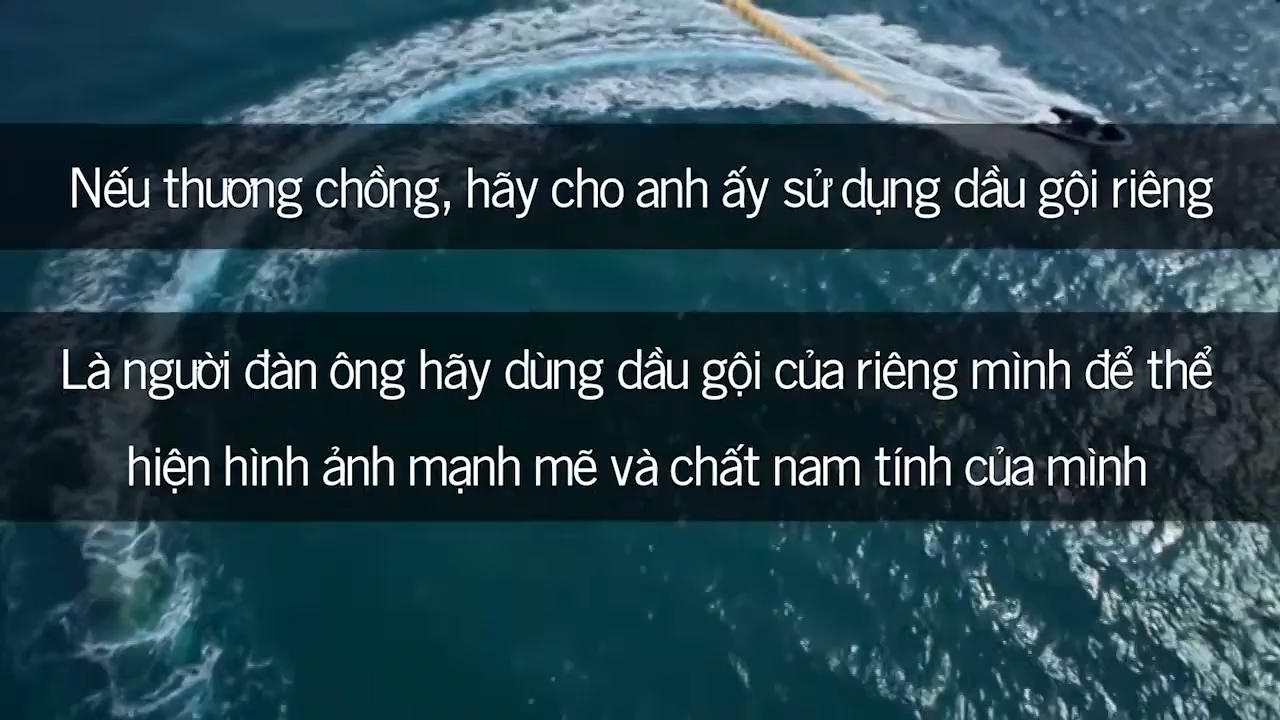 Nếu thương chồng, hãy cho anh ấy sử dụng dầu gội riêng
Là người đàn ông hãy dùng dầu gội của riêng mình để thể
hiện hình ảnh mạnh mẽ và chất nam tính của mình